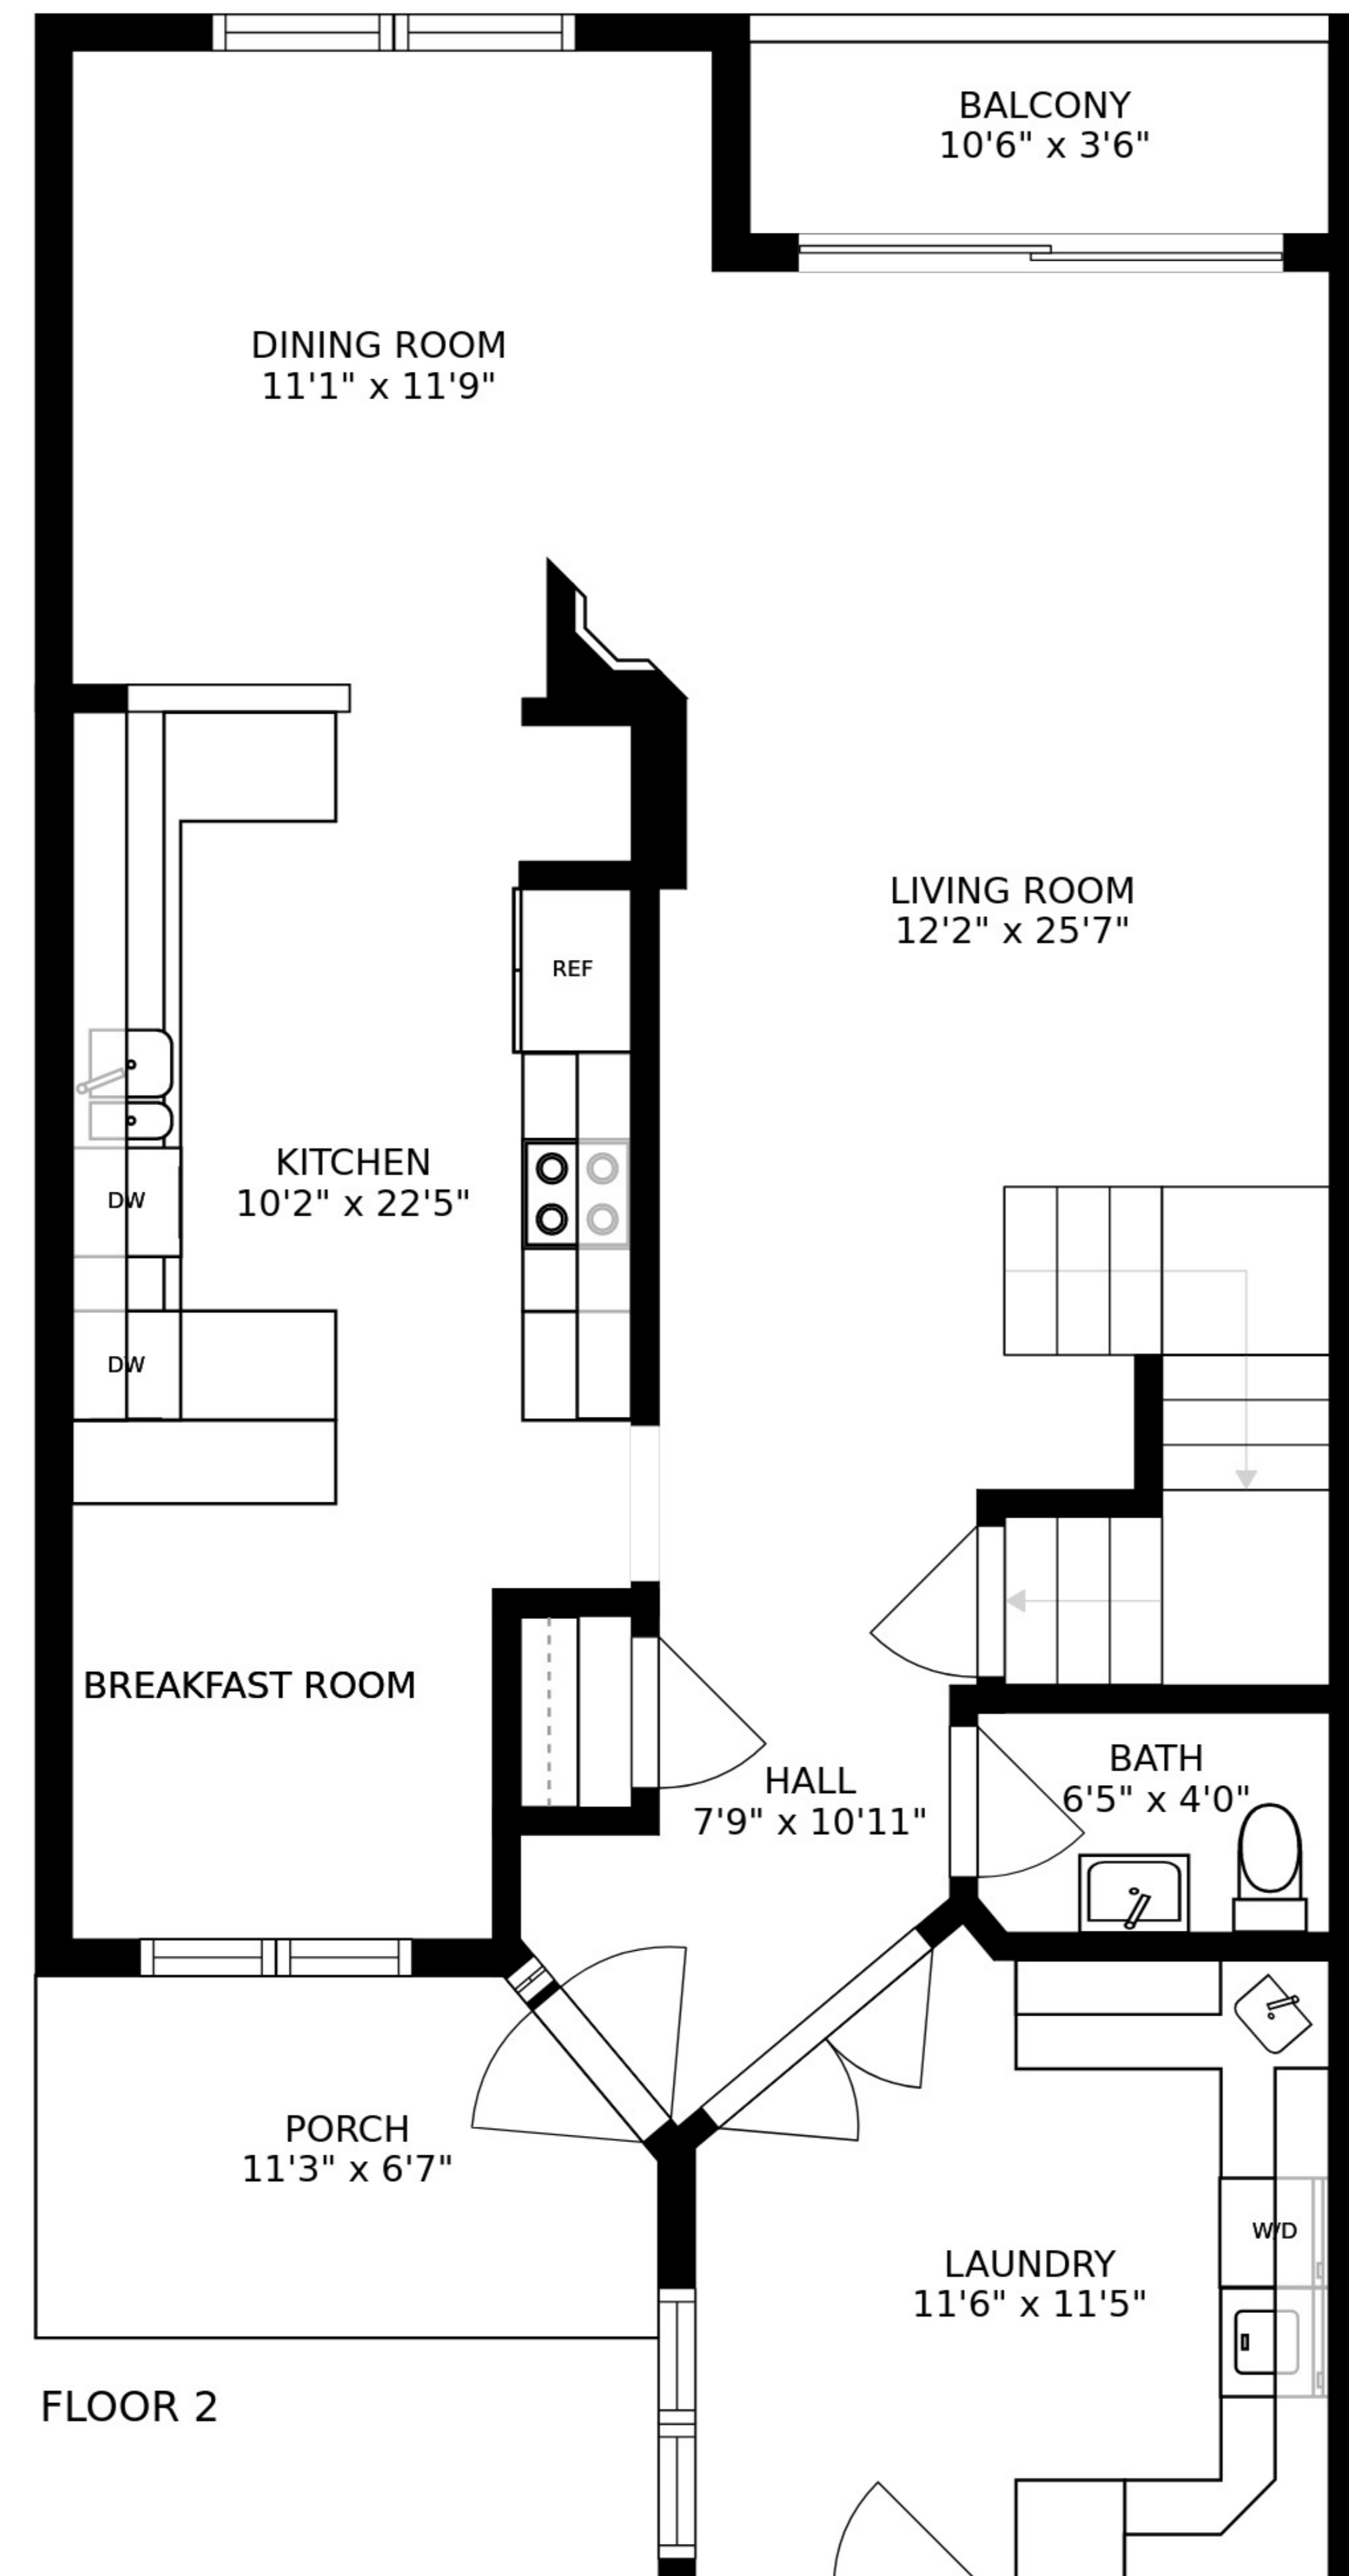 BALCONY
10'6" x 3'6"
DINING ROOM
11'1" x 11'9"
LIVING ROOM
12'2" x 25'7"
REF
KITCHEN
10'2" x 22'5"
DW
DW
BREAKFAST ROOM
HALL
7'9" x 10'11"
BATH
6'5" x 4'0"
PORCH
11'3" x 6'7"
W/D
LAUNDRY
11'6" x 11'5"
FLOOR 2